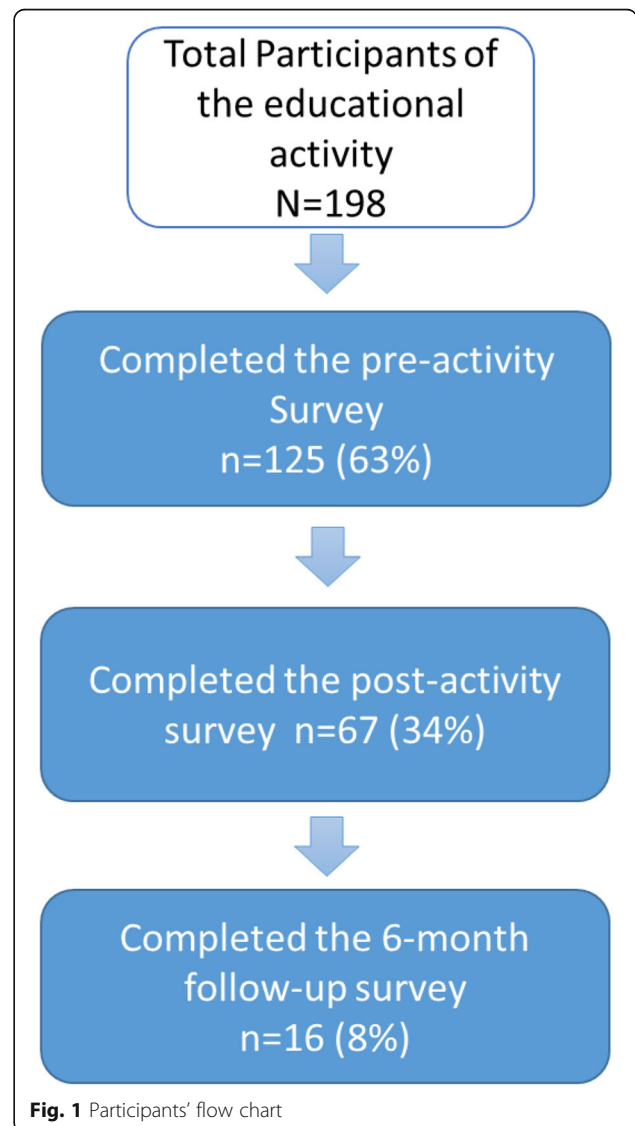 Total Participants of
the educational
activity
N=198
Completed the pre-activity
Survey
n=125 (63%)
Completed the post-activity
survey n=67 (34%)
Completed the 6-month
follow-up survey
n=16 (8%)
Fig. 1 Participants’ flow chart